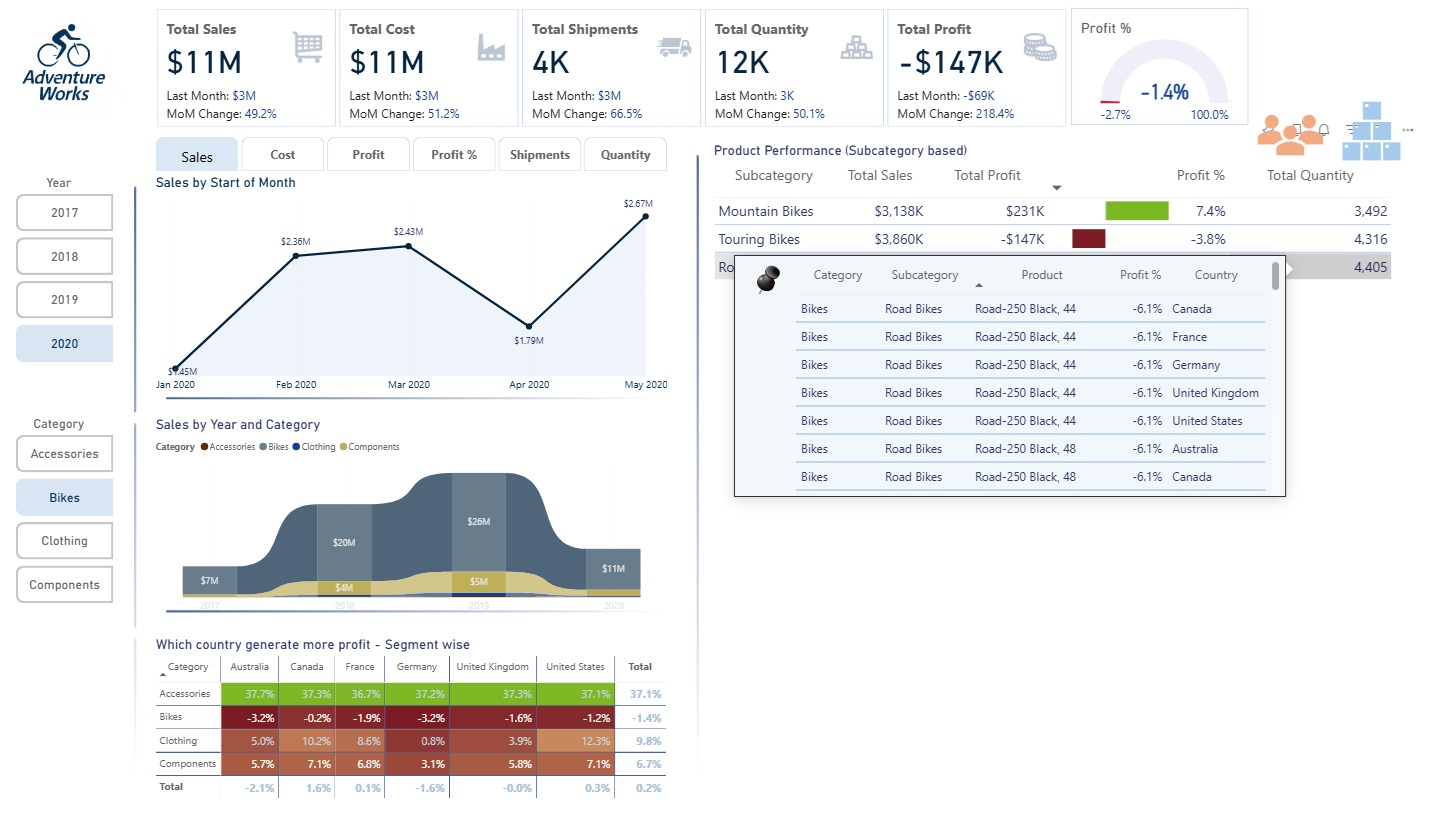 Adventure
Works
Total Sales
$11M
Last Month: $3M
MoM Change: 49.2%
Total Cost
$11M
Last Month: $3M
MoM Change: 51.2%
Total Shipments
4K
Last Month: $3M
MoM Change: 66.5%
Total Quantity
12K
Last Month: 3K
MoM Change: 50.1%
Total Profit
-$147K
Last Month: -$69K
MoM Change: 218.4%
Profit %
-1.4%
-2.7% 100.0%
Year
2017
2018
2019
2020
Category
Accessories
Bikes
Clothing
Components
Sales Cost Profit Profit % Shipments Quantity
Sales by Start of Month
$2.67M
$2.43M
$2.36M
$1.79M
$1.45M
Jan 2020 Feb 2020 Mar 2020 Apr 2020 May 2020
Sales by Year and Category
Category Accessories Bikes Clothing Components
$26M
$20M
$11M
$7M
$5M
$4M
2017 2018 2019 2020
Which country generate more profit - Segment wise
Category Australia Canada France Germany United Kingdom United States Total
Accessories 37.7% 37.3% 36.7% 37.2% 37.3% 37.1% 37.1%
Bikes -3.2% -0.2% -1.9% -3.2% -1.6% -1.2% -1.4%
Clothing 5.0% 10.2% 8.6% 0.8% 3.9% 12.3% 9.8%
Components 5.7% 7.1% 6.8% 3.1% 5.8% 7.1% 6.7%
Total -2.1% 1.6% 0.1% -1.6% -0.0% 0.3% 0.2%
Product Performance (Subcategory based)
Subcategory Total Sales Total Profit Profit % Total Quantity
Mountain Bikes $3,138K $231K 7.4% 3,492
Touring Bikes $3,860K -$147K -3.8% 4,316
Ro 4,405
Category Subcategory Product Profit % Country
Bikes Road Bikes Road-250 Black, 44 -6.1% Canada
Bikes Road Bikes Road-250 Black, 44 -6.1% France
Bikes Road Bikes Road-250 Black, 44 -6.1% Germany
Bikes Road Bikes Road-250 Black, 44 -6.1% United Kingdom
Bikes Road Bikes Road-250 Black, 44 -6.1% United States
Bikes Road Bikes Road-250 Black, 48 -6.1% Australia
Bikes Road Bikes Road-250 Black, 48 -6.1% Canada